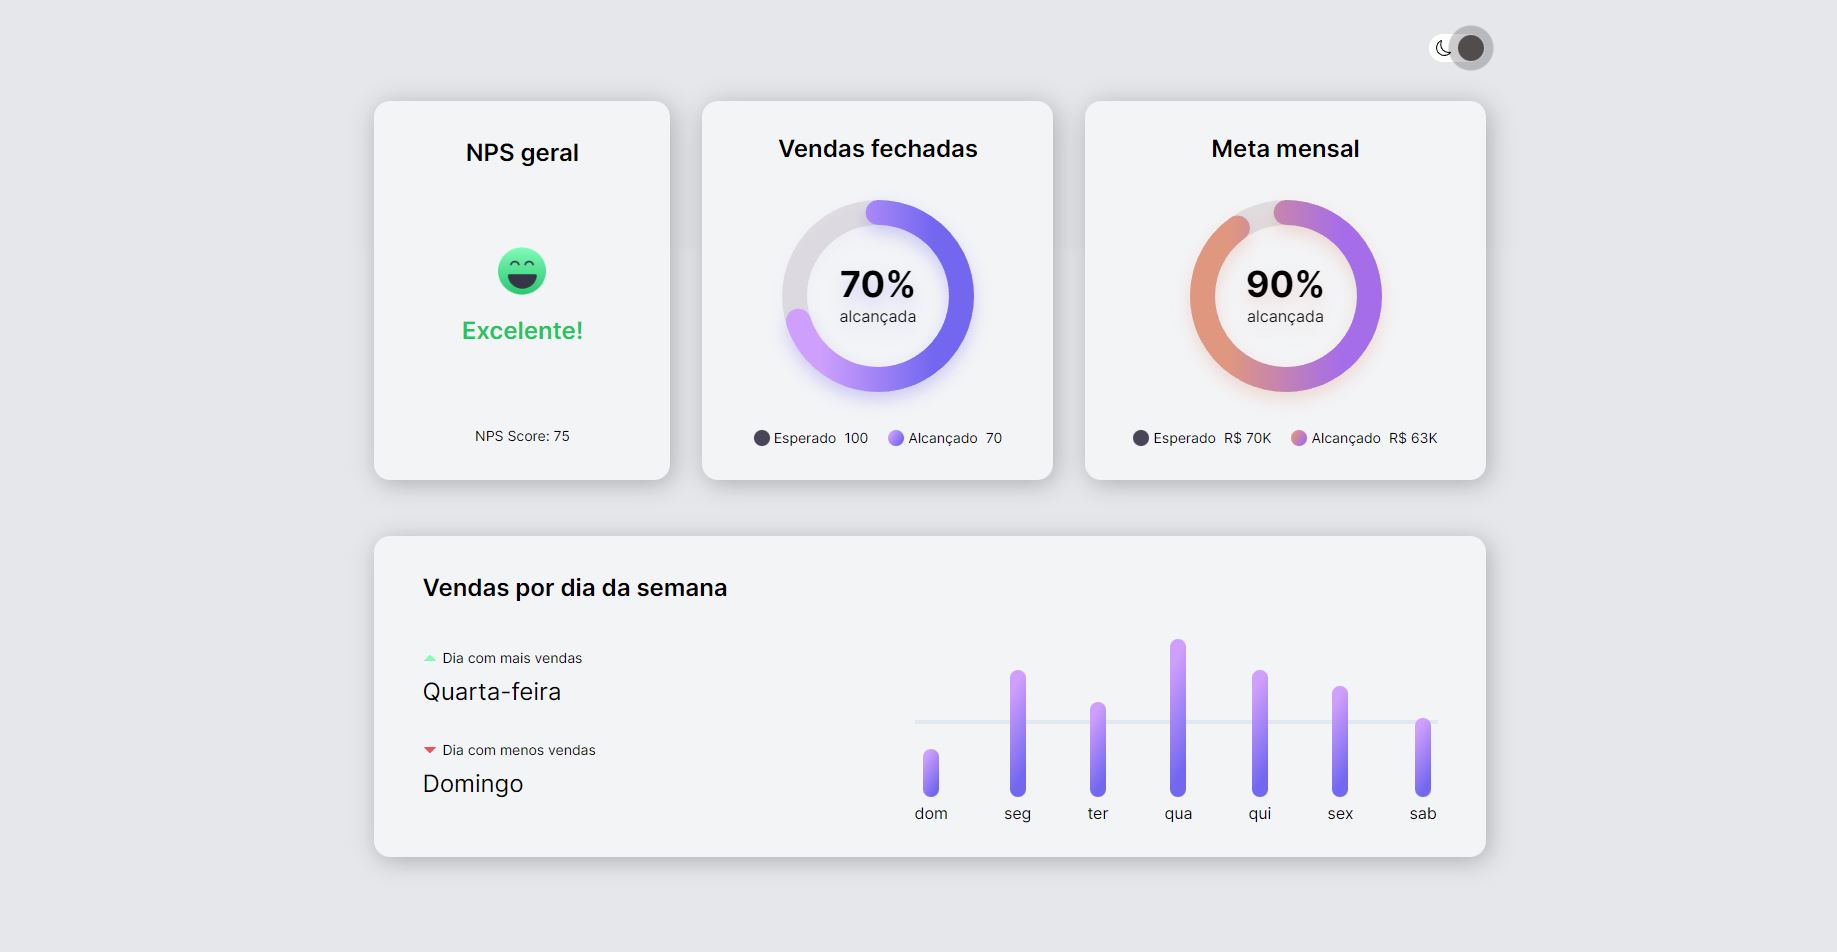 NPS geral
Excelente!
NPS Score: 75
Vendas fechadas
70%
alcançada
Esperado 100 Alcançado 70
Meta mensal
90%
alcançada
Esperado R$ 70K Alcançado R$ 63K
Vendas por dia da semana
Dia com mais vendas
Quarta-feira
Dia com menos vendas
Domingo
dom seg ter qua qui sex sab